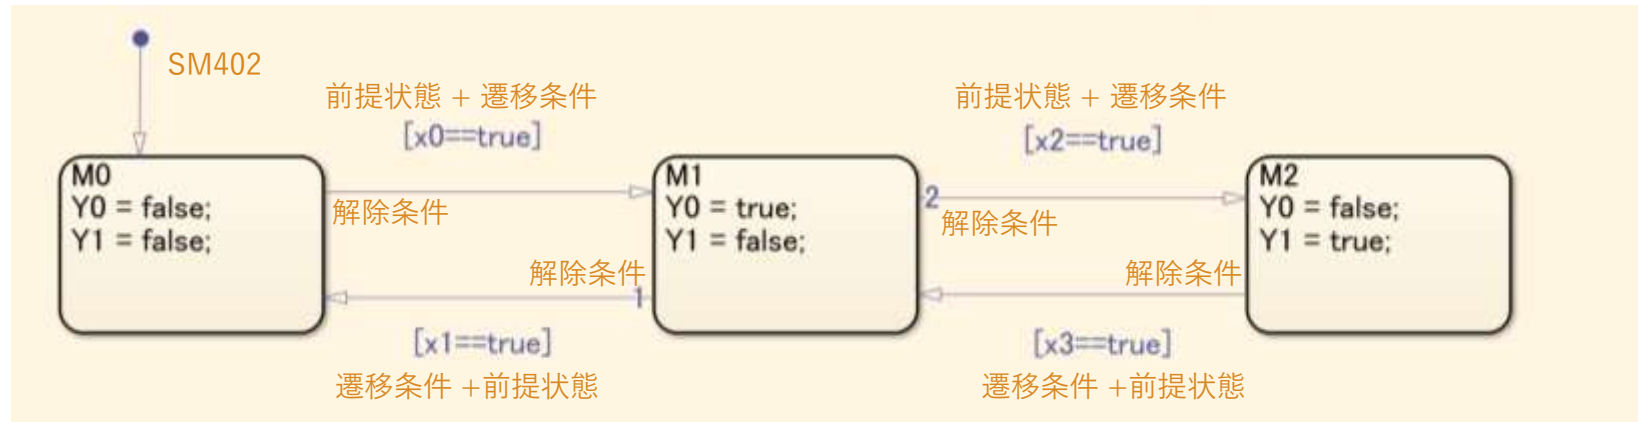 SM402
前提状態 + 遷移条件
[x0==true]
前提状態 + 遷移条件
[x2==true]
M0
Y0 = false;
Y1 = false;
解除条件
解除条件
1
M1
Y0 = true;
Y1 = false;
2
解除条件
解除条件
M2
Y0 = false;
Y1 = true;
[x1==true]
遷移条件 +前提状態
[x3==true]
遷移条件 +前提状態